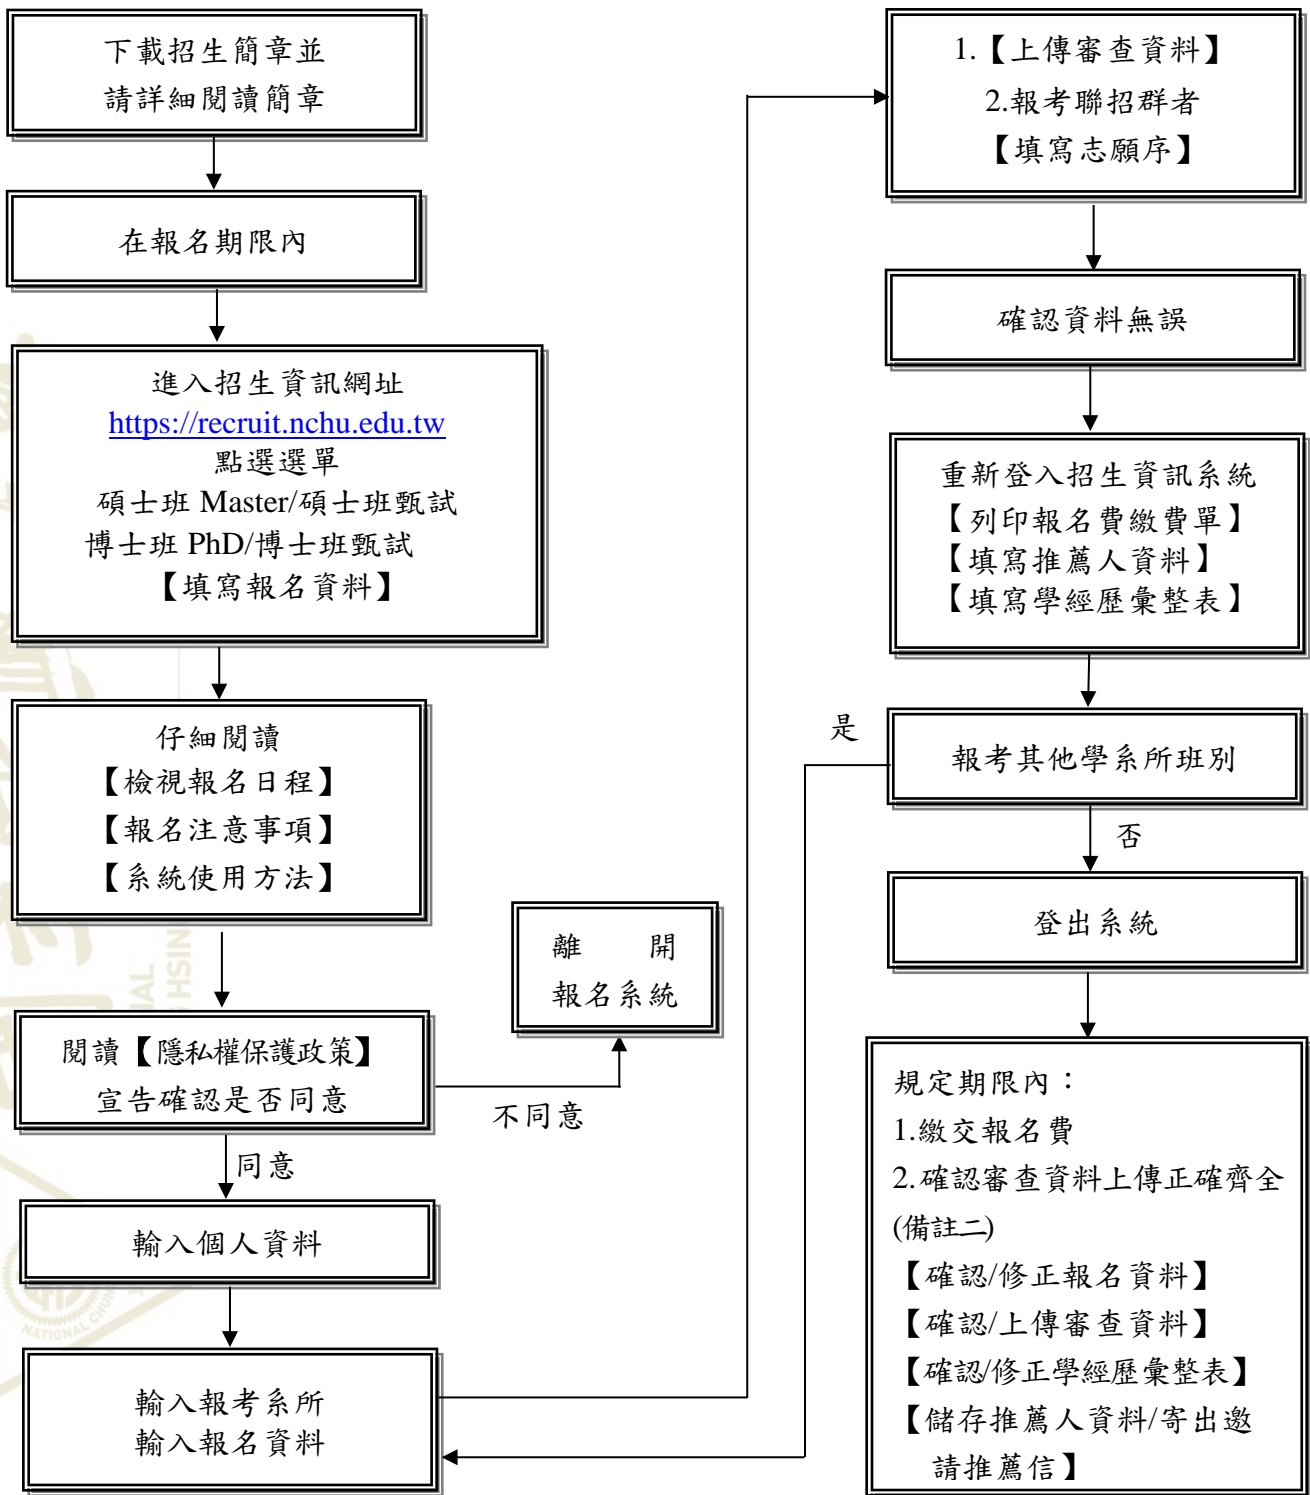 下載招生簡章並
請詳細閱讀簡章
在報名期限內
進入招生資訊網址
https://recruit.nchu.edu.tw
點選選單
碩士班 Master/碩士班甄試
博士班 PhD/博士班甄試
【填寫報名資料】
仔細閱讀
【檢視報名日程】
【報名注意事項】
【系統使用方法】
閱讀【隱私權保護政策】
宣告確認是否同意
不同意
離 開
報名系統
同意
輸入個人資料
輸入報考系所
輸入報名資料
1.【上傳審查資料】
2.報考聯招群者
【填寫志願序】
確認資料無誤
重新登入招生資訊系統
【列印報名費繳費單】
【填寫推薦人資料】
【填寫學經歷彙整表】
報考其他學系所班別
是
否
登出系統
規定期限內：
1.繳交報名費
2.確認審查資料上傳正確齊全
(備註二)
【確認/修正報名資料】
【確認/上傳審查資料】
【確認/修正學經歷彙整表】
【儲存推薦人資料/寄出邀
請推薦信】